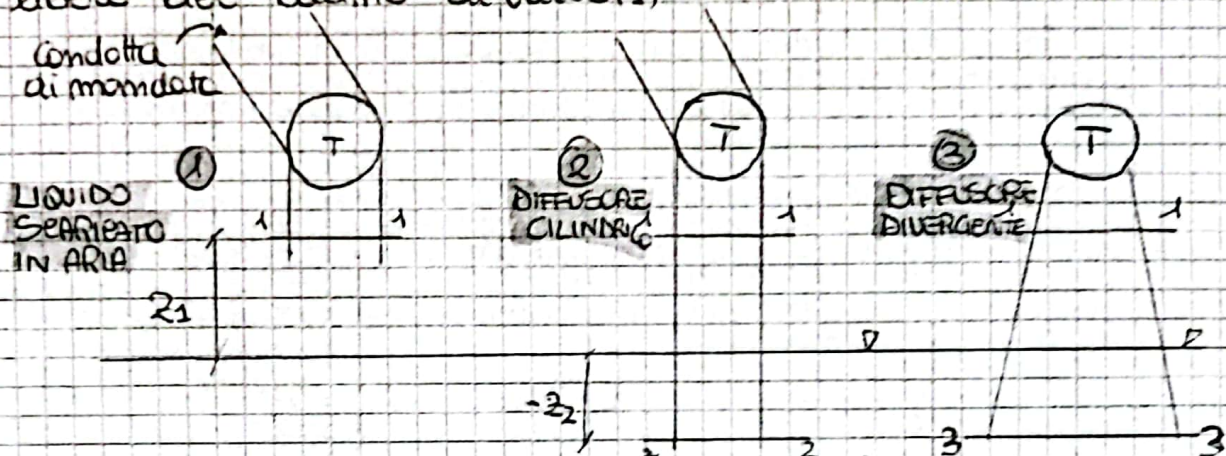 condotta
di mandata
T
T
T
1
2
3
LIQUIDO
SCARICATO
IN ARIA
1 1
DIFFUSORE
CILINDRICO
1
DIFFUSORE
DIVERGENTE
1
1
Z1
-Z2
2 2
3 3